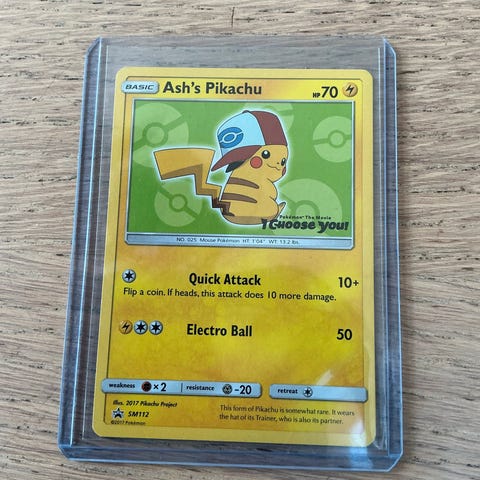 BASIC Ash's Pikachu HP 70
Pokémon The Movie
I Choose You!
NO. 025 Mouse Pokémon HT: 1'04" WT: 13.2 lbs.
Quick Attack 10+
Flip a coin. If heads, this attack does 10 more damage.
Electro Ball 50
weakness ×2 resistance -20 retreat
Illus. 2017 Pikachu Project
SM112
©2017 Pokémon
This form of Pikachu is somewhat rare. It wears
the hat of its Trainer, who is also its partner.